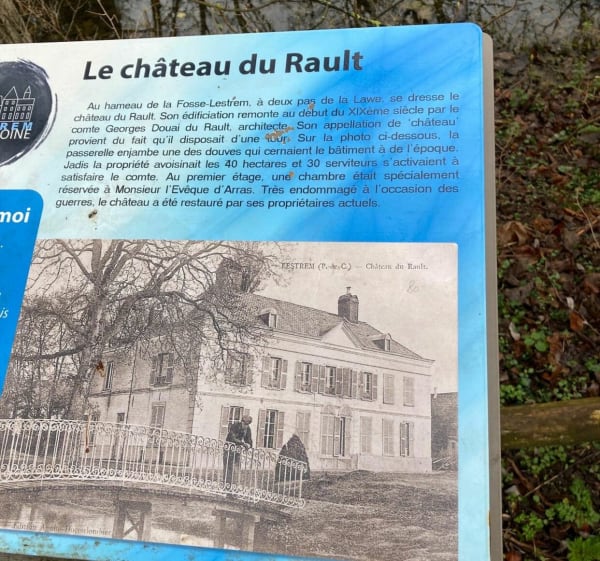 Le château du Rault
Au hameau de la Fosse-Lestrem, à deux pas de la Lawe, se dresse le
château du Rault. Son édification remonte au début du XIXème siècle par le
comte Georges Douai du Rault, architecte. Son appellation de 'château'
provient du fait qu'il disposait d'une tour. Sur la photo ci-dessous, la
passerelle enjambe une des douves qui cernaient le bâtiment à de l'époque.
Jadis la propriété avoisinait les 40 hectares et 30 serviteurs s'activaient à
satisfaire le comte. Au premier étage, une chambre était spécialement
réservée à Monsieur l'Evêque d'Arras. Très endommagé à l'occasion des
guerres, le château a été restauré par ses propriétaires actuels.
OINE
moi
is
LESTREM (P.-de-C.) — Château du Rault.
80